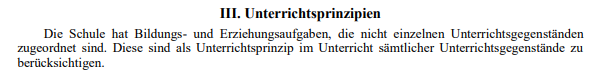 III. Unterrichtsprinzipien
Die Schule hat Bildungs- und Erziehungsaufgaben, die nicht einzelnen Unterrichtsgegenständen
zugeordnet sind. Diese sind als Unterrichtsprinzip im Unterricht sämtlicher Unterrichtsgegenstände zu
berücksichtigen.